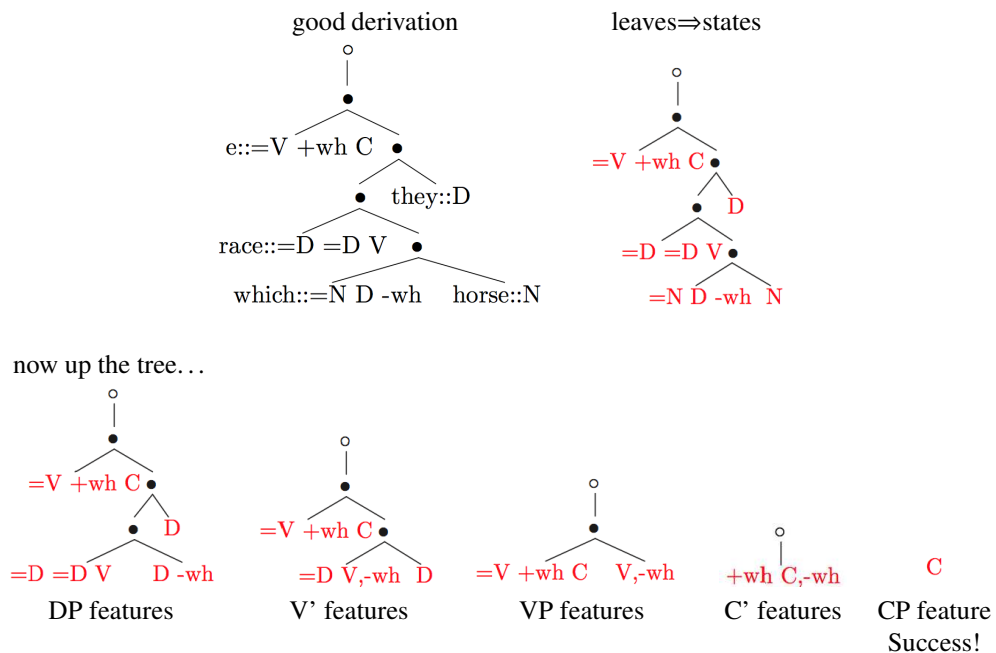 good derivation
leaves⇒states
e::=V +wh C
they::D
race::=D =D V
which::=N D -wh
horse::N
=V +wh C
D
=D =D V
=N D -wh
N
now up the tree…
=V +wh C
D
=D =D V
D -wh
DP features
=V +wh C
=D V,-wh
D
V’ features
=V +wh C
V,-wh
VP features
+wh C,-wh
C’ features
C
CP feature
Success!